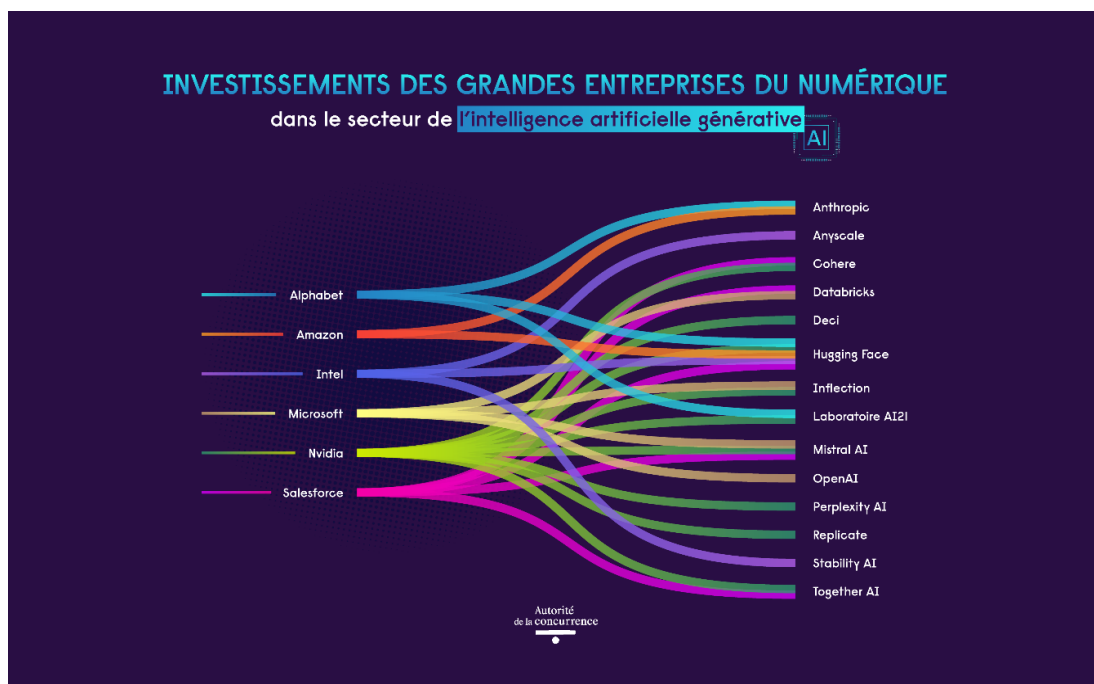 INVESTISSEMENTS DES GRANDES ENTREPRISES DU NUMÉRIQUE
dans le secteur de l'intelligence artificielle générative
AI
Alphabet
Amazon
Intel
Microsoft
Nvidia
Salesforce
Anthropic
Anyscale
Cohere
Databricks
Deci
Hugging Face
Inflection
Laboratoire AI21
Mistral AI
OpenAI
Perplexity AI
Replicate
Stability AI
Together AI
Autorité
de la concurrence